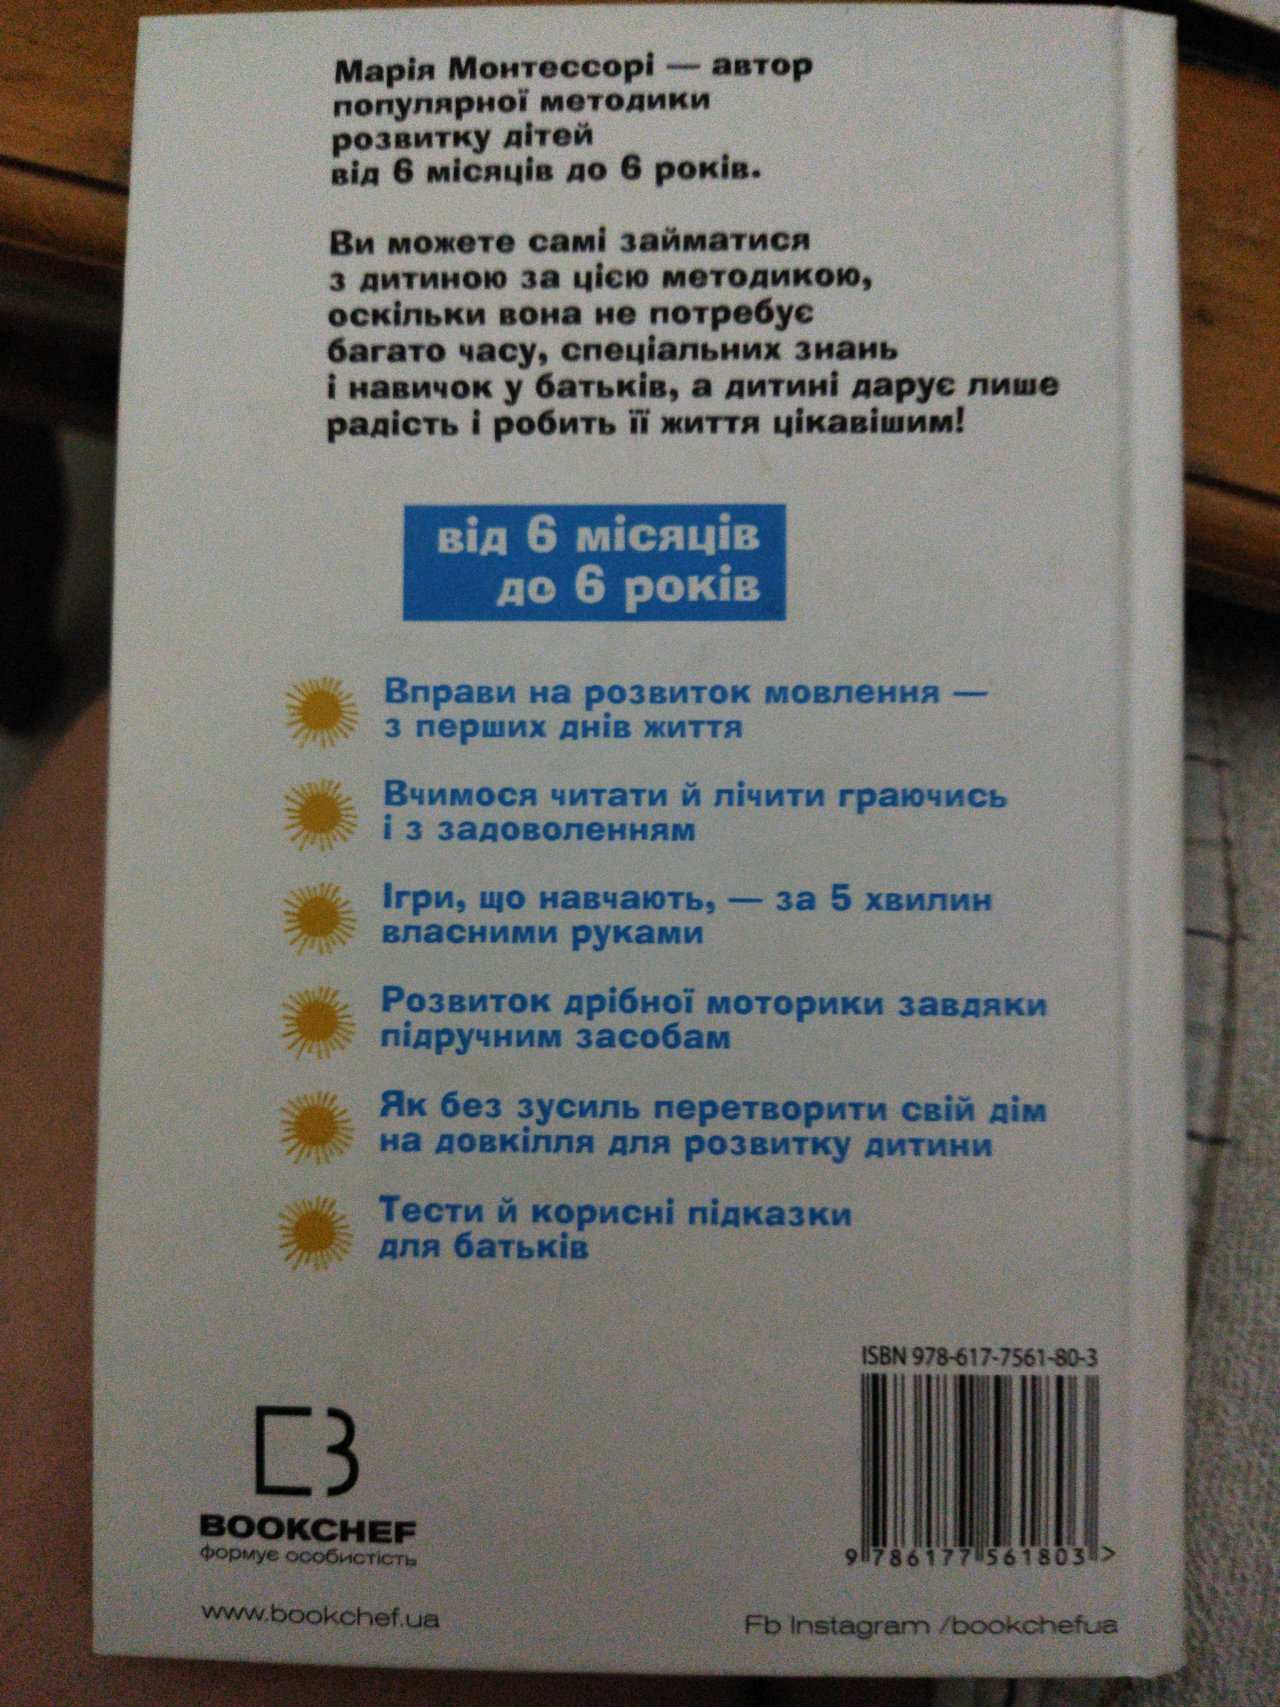 Марія Монтессорі — автор
популярної методики
розвитку дітей
від 6 місяців до 6 років.
Ви можете самі займатися
з дитиною за цією методикою,
оскільки вона не потребує
багато часу, спеціальних знань
і навичок у батьків, а дитині дарує лише
радість і робить її життя цікавішим!
від 6 місяців
до 6 років
Вправи на розвиток мовлення —
з перших днів життя
Вчимося читати й лічити граючись
і з задоволенням
Ігри, що навчають, — за 5 хвилин
власними руками
Розвиток дрібної моторики завдяки
підручним засобам
Як без зусиль перетворити свій дім
на довкілля для розвитку дитини
Тести й корисні підказки
для батьків
ISBN 978-617-7561-80-3
9 786177 561803 >
BOOKCHEF
формує особистість
www.bookchef.ua
Fb Instagram /bookchefua